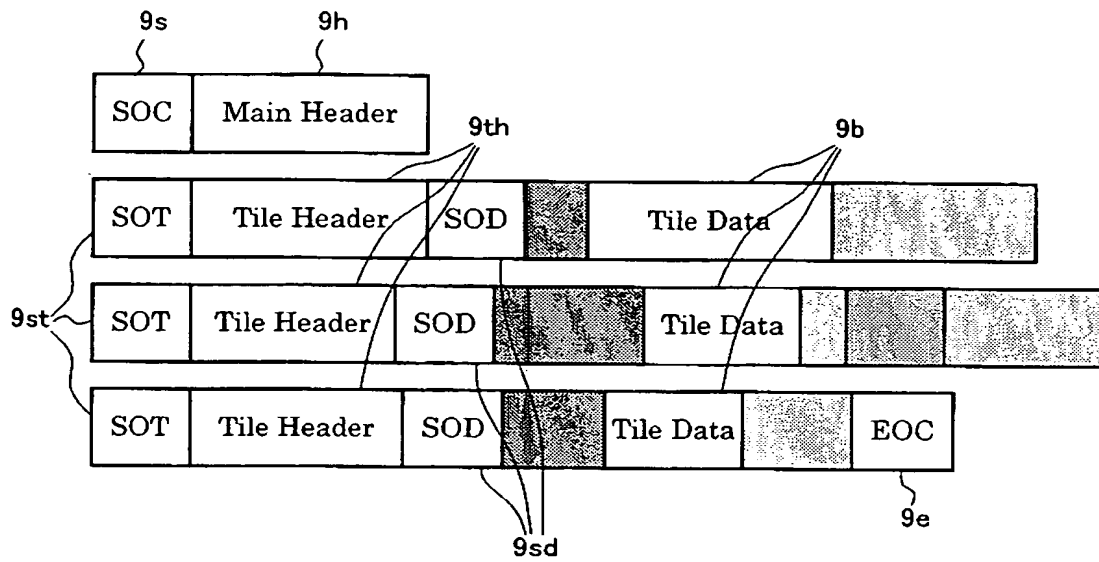 9s 9h
SOC Main Header
9th 9b
SOT Tile Header SOD Tile Data
9st SOT Tile Header SOD Tile Data
SOT Tile Header SOD Tile Data EOC
9sd 9e